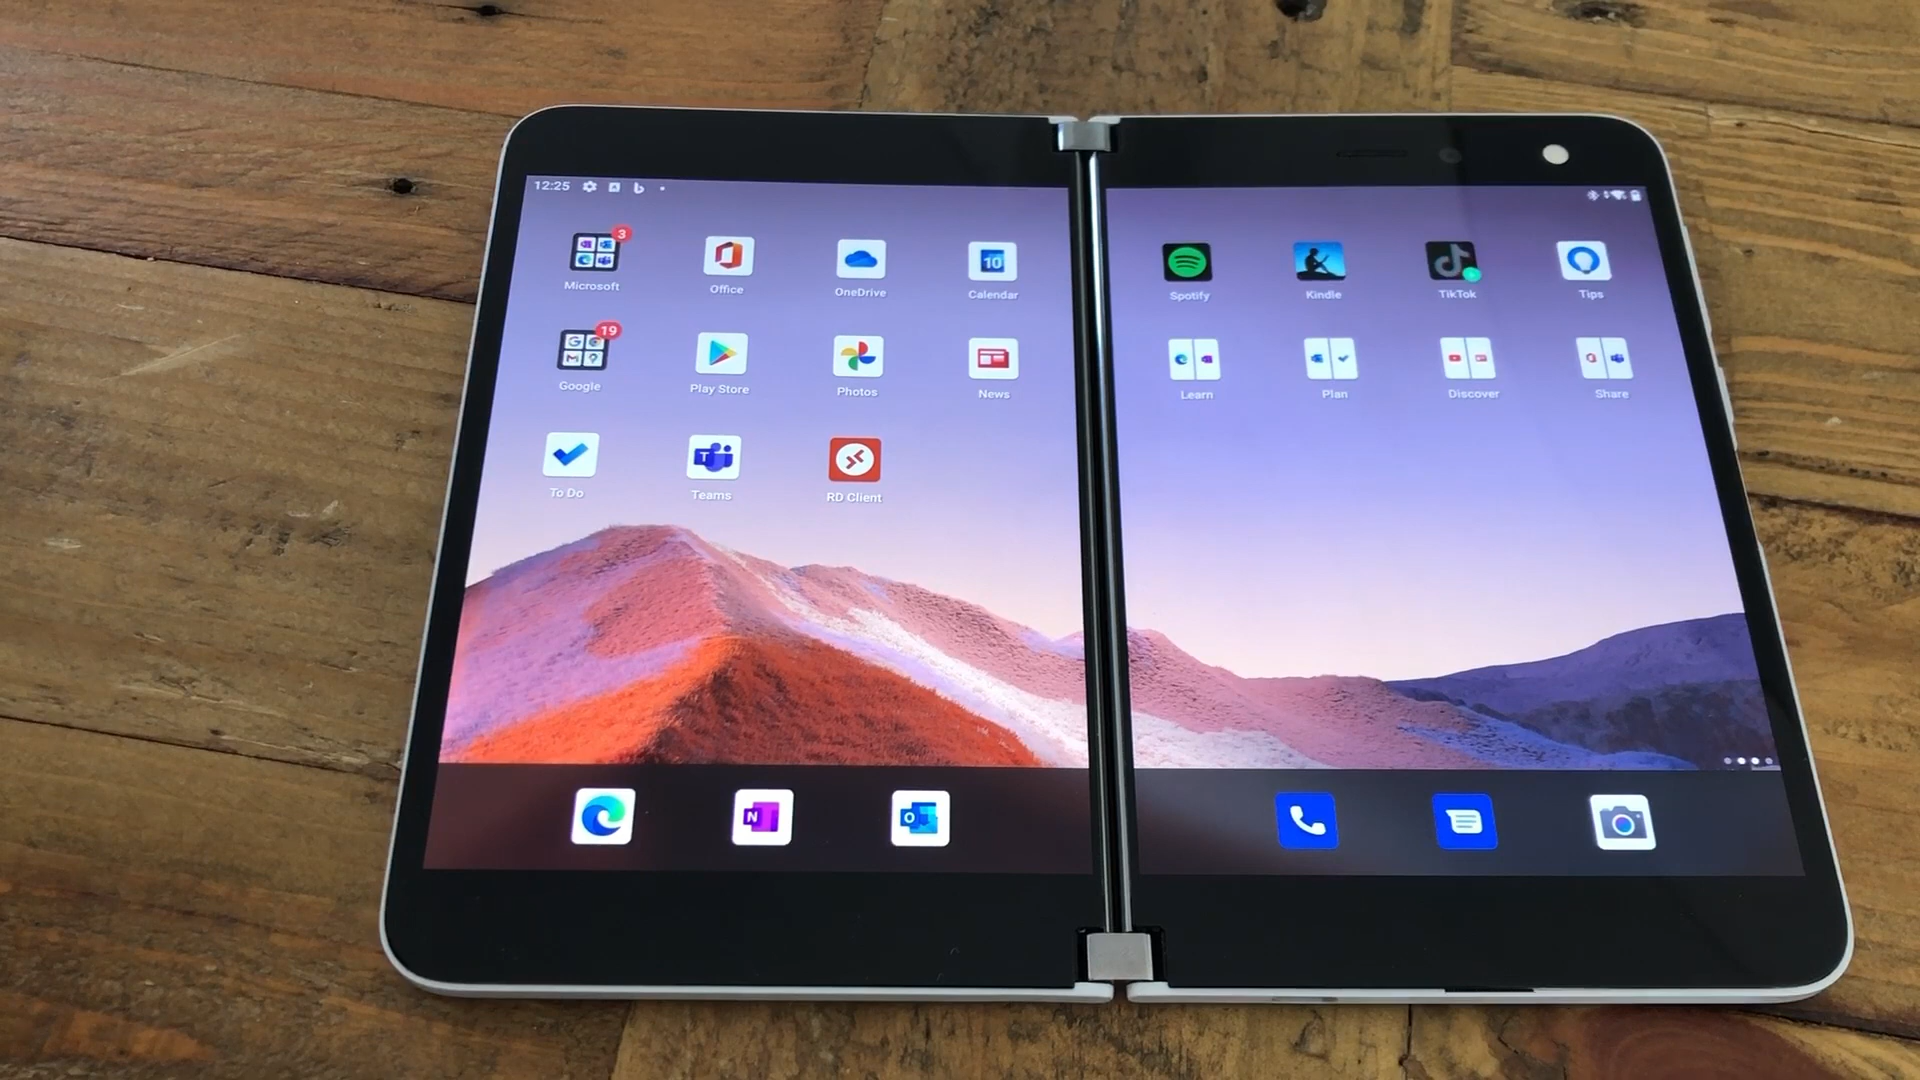 12:25
3
Microsoft
Office
OneDrive
10
Calendar
19
Google
Play Store
Photos
News
To Do
T
Teams
RD Client
N
O
Spotify
Kindle
TikTok
Tips
Learn
Plan
Discover
Share